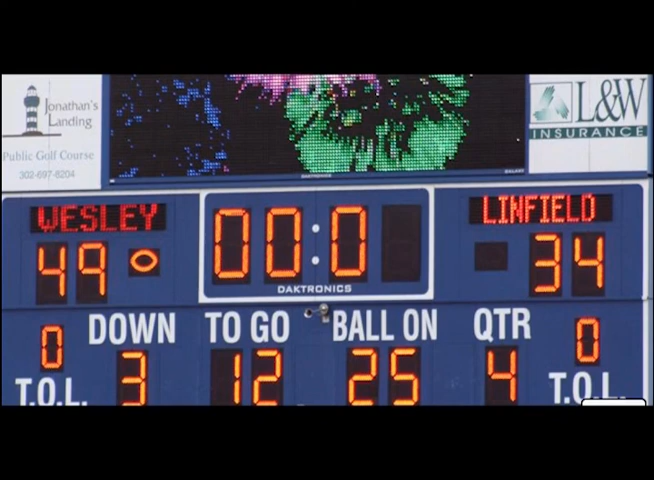 Jonathan's
Landing
Public Golf Course
302-697-8204
L&W
INSURANCE
DAKTRONICS
WESLEY
00:0
LINFIELD
49
34
DAKTRONICS
0
DOWN
TO GO
BALL ON
QTR
0
T.O.L.
3
12
25
4
T.O.L.